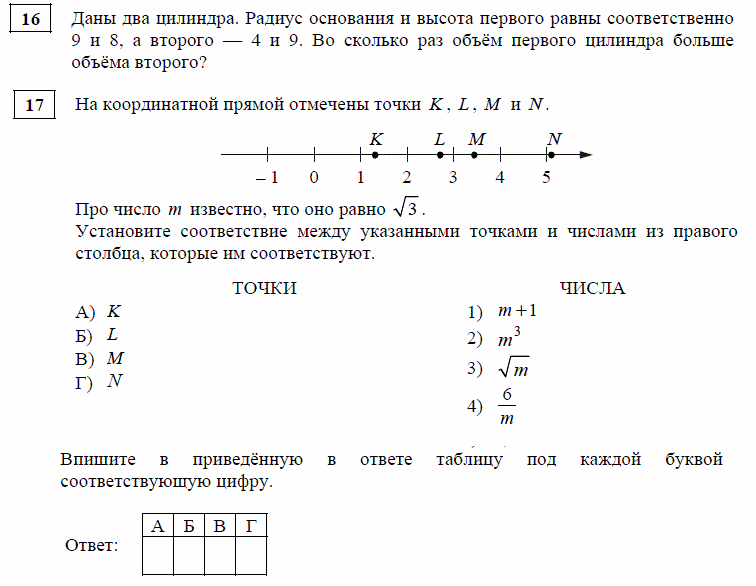 16 Даны два цилиндра. Радиус основания и высота первого равны соответственно
9 и 8, а второго — 4 и 9. Во сколько раз объём первого цилиндра больше
объёма второго?
17 На координатной прямой отмечены точки K, L, M и N.
K L M N
– 1 0 1 2 3 4 5
Про число m известно, что оно равно √3.
Установите соответствие между указанными точками и числами из правого
столбца, которые им соответствуют.
ТОЧКИ ЧИСЛА
А) K 1) m+1
Б) L 2) m³
В) M 3) √m
Г) N 4) 6/m
Впишите в приведённую в ответе таблицу под каждой буквой
соответствующую цифру.
А Б В Г
Ответ: